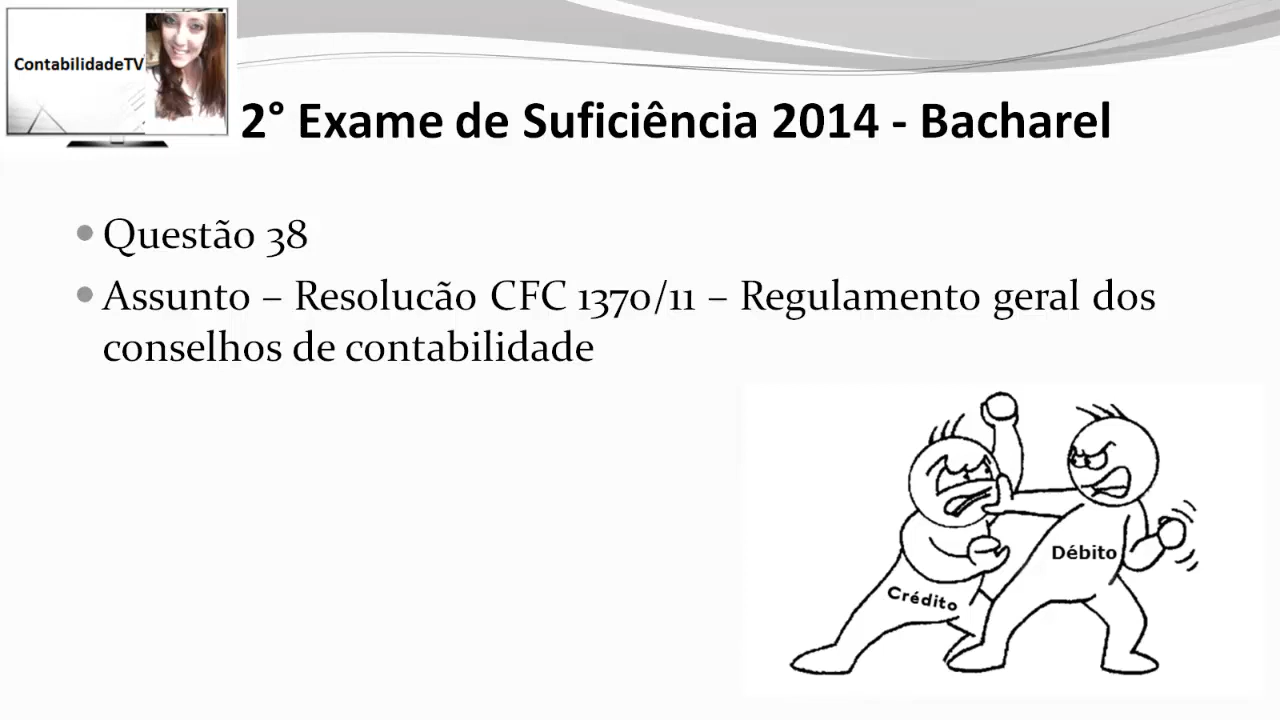 ContabilidadeTV
2° Exame de Suficiência 2014 - Bacharel
Questão 38
Assunto – Resolucão CFC 1370/11 – Regulamento geral dos
conselhos de contabilidade
Débito
Crédito